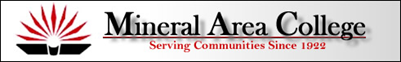 Mineral Area College
Serving Communities Since 1922